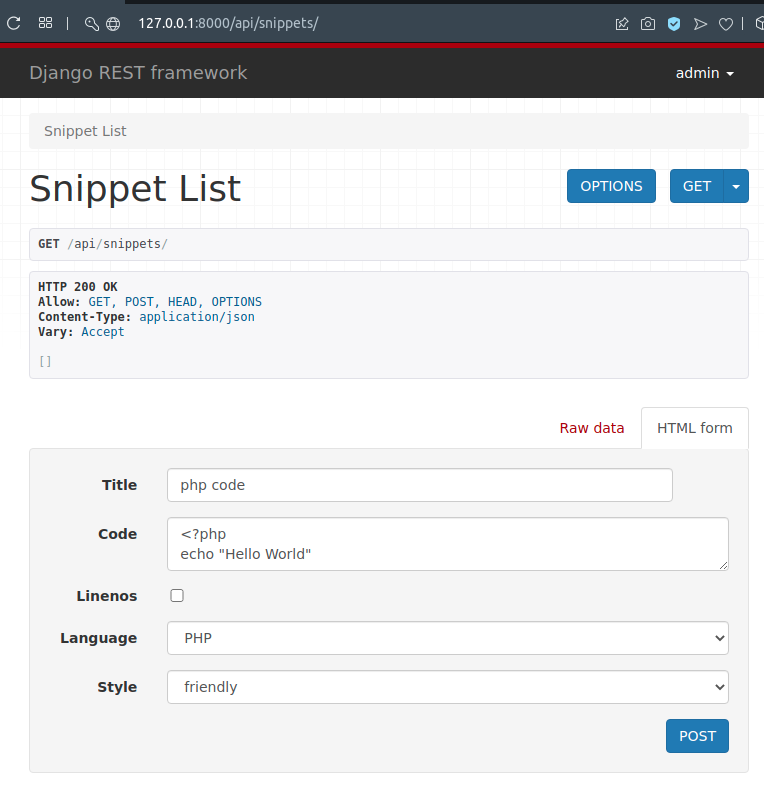 127.0.0.1:8000/api/snippets/
Django REST framework
admin
Snippet List
Snippet List
OPTIONS
GET
GET /api/snippets/
HTTP 200 OK
Allow: GET, POST, HEAD, OPTIONS
Content-Type: application/json
Vary: Accept
[]
Raw data
HTML form
Title
php code
Code
<?php
echo "Hello World"
Linenos
Language
PHP
Style
friendly
POST